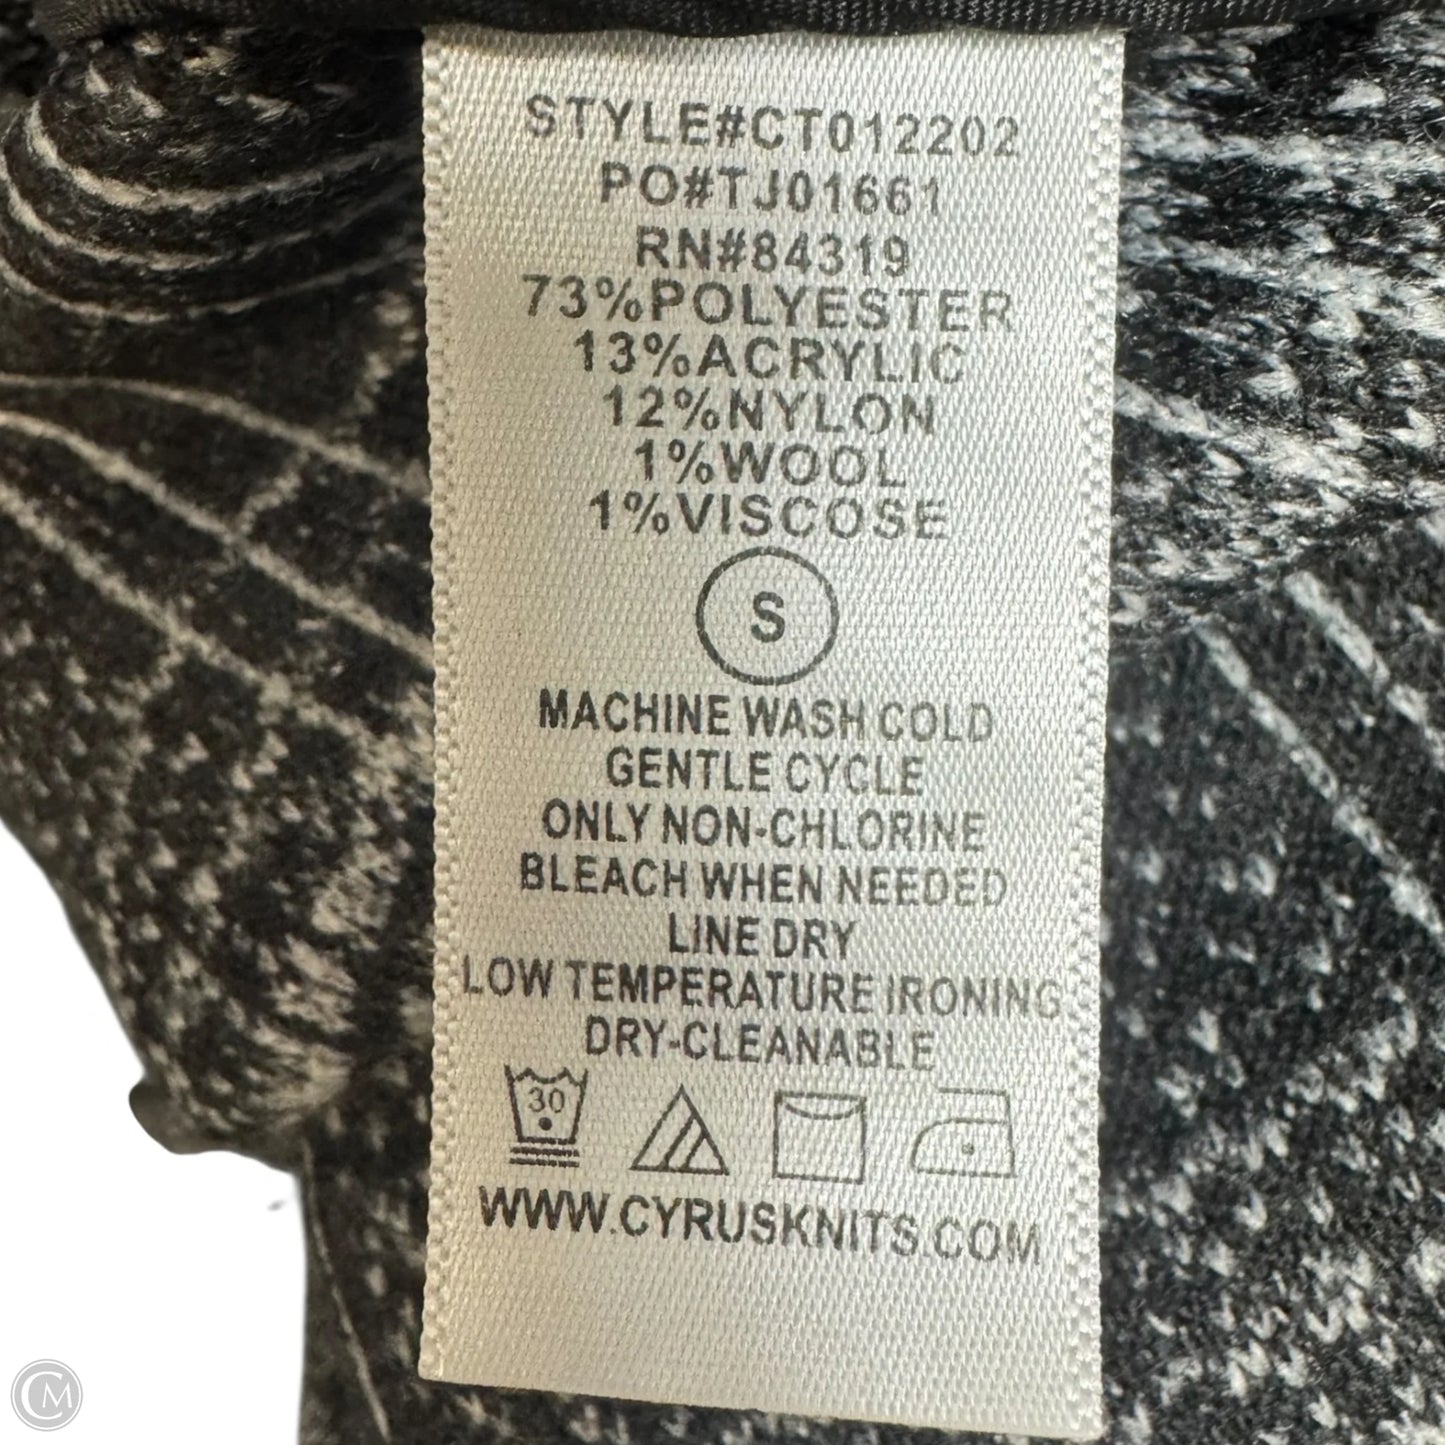 STYLE#CT012202
PO#TJ01661
RN#84319
73%POLYESTER
13%ACRYLIC
12%NYLON
1%WOOL
1%VISCOSE
S
MACHINE WASH COLD
GENTLE CYCLE
ONLY NON-CHLORINE
BLEACH WHEN NEEDED
LINE DRY
LOW TEMPERATURE IRONING
DRY-CLEANABLE
30
WWW.CYRUSKNITS.COM
CM